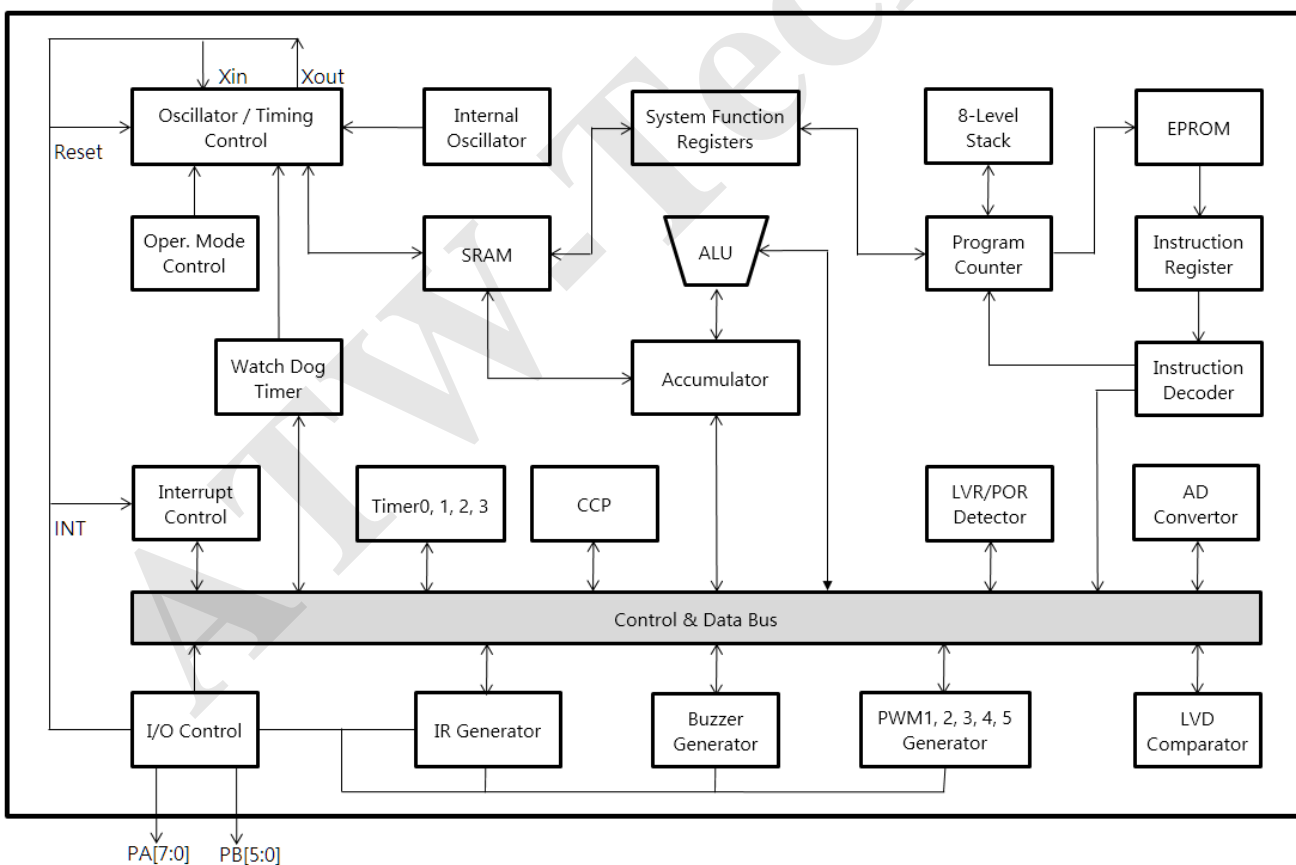 Xin
Xout
Oscillator / Timing
Control
Internal
Oscillator
System Function
Registers
8-Level
Stack
EPROM
Reset
Oper. Mode
Control
SRAM
ALU
Program
Counter
Instruction
Register
Watch Dog
Timer
Accumulator
Instruction
Decoder
Interrupt
Control
Timer0, 1, 2, 3
CCP
LVR/POR
Detector
AD
Convertor
INT
Control & Data Bus
I/O Control
IR Generator
Buzzer
Generator
PWM1, 2, 3, 4, 5
Generator
LVD
Comparator
PA[7:0]
PB[5:0]
ATW-Tec